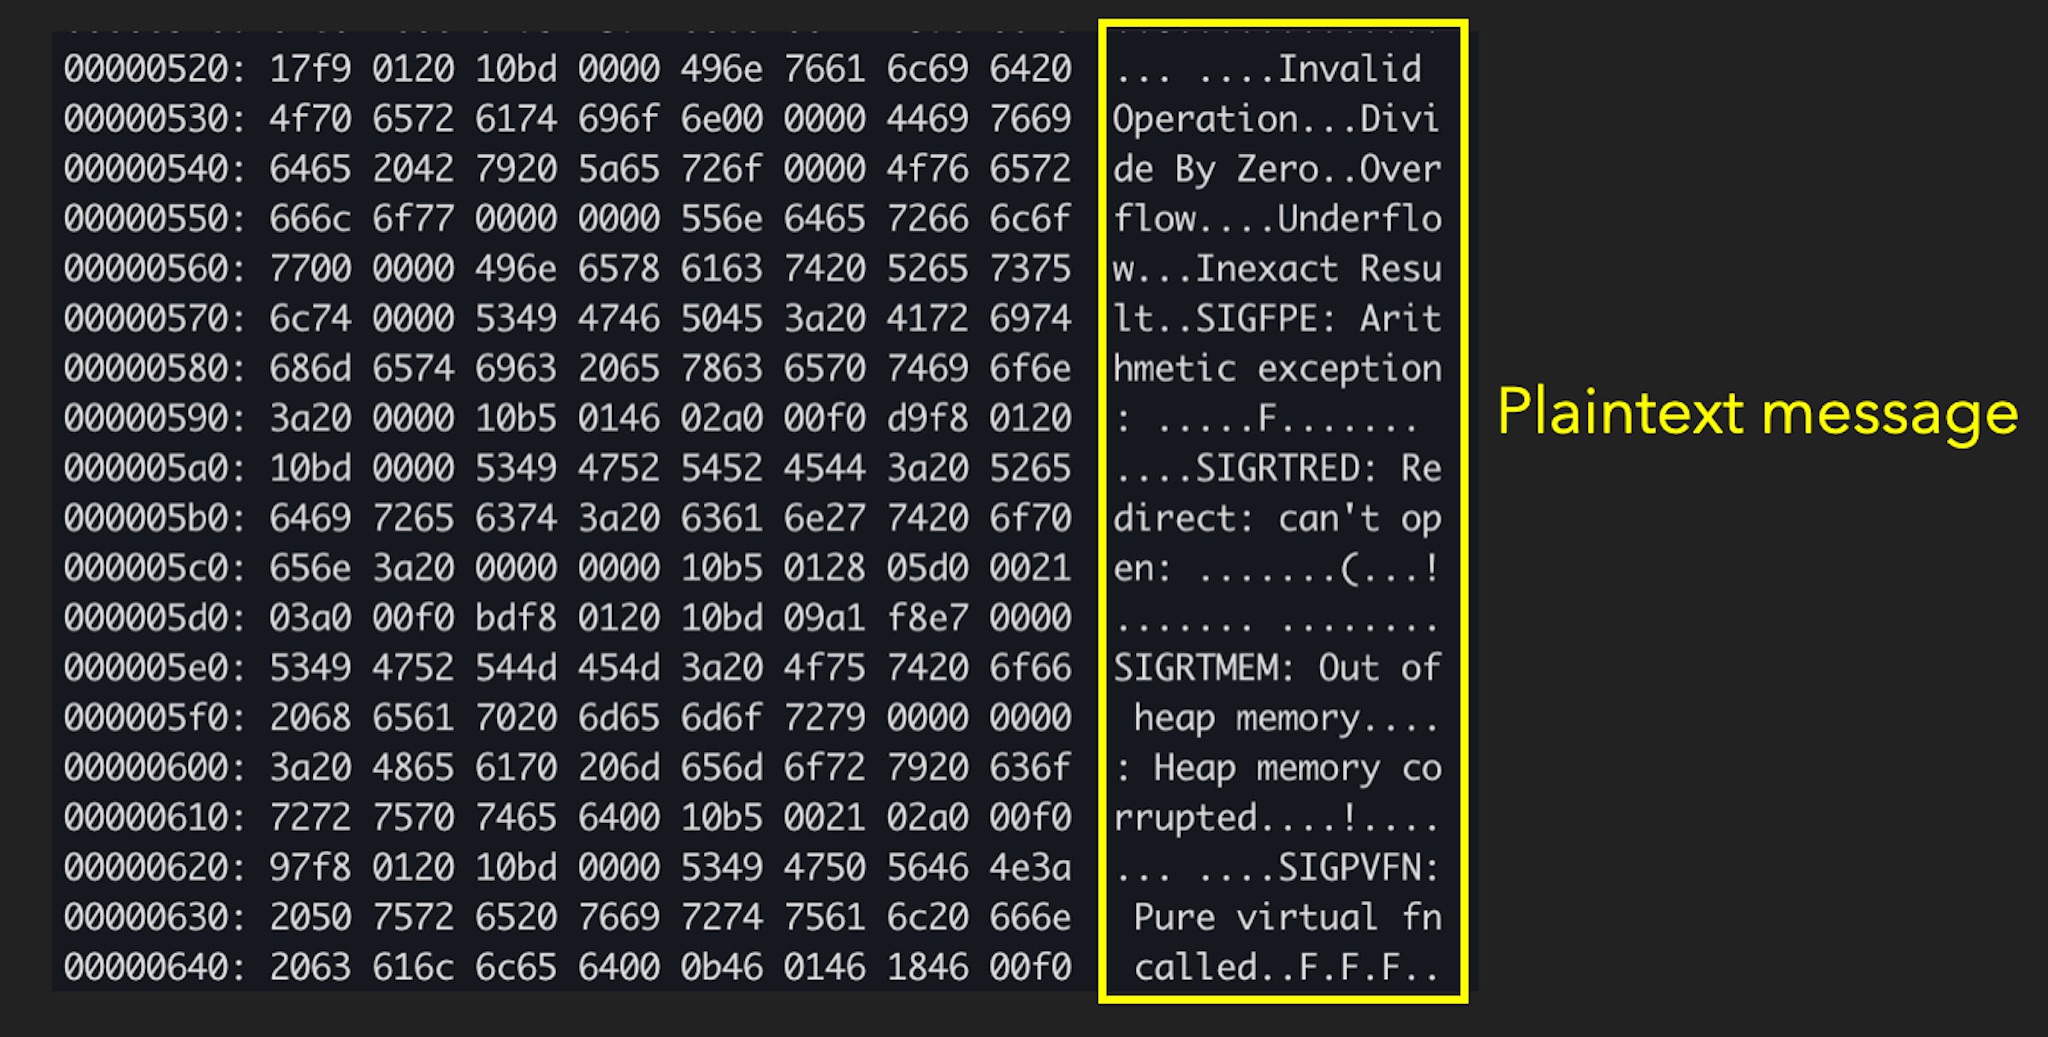 00000520: 17f9 0120 10bd 0000 496e 7661 6c69 6420 ... ....Invalid
00000530: 4f70 6572 6174 696f 6e00 0000 4469 7669 Operation...Divi
00000540: 6465 2042 7920 5a65 726f 0000 4f76 6572 de By Zero..Over
00000550: 666c 6f77 0000 0000 556e 6465 7266 6c6f flow....Underflo
00000560: 7700 0000 496e 6578 6163 7420 5265 7375 w...Inexact Resu
00000570: 6c74 0000 5349 4746 5045 3a20 4172 6974 lt..SIGFPE: Arit
00000580: 686d 6574 6963 2065 7863 6570 7469 6f6e hmetic exception
00000590: 3a20 0000 10b5 0146 02a0 00f0 d9f8 0120 : .....F.......
Plaintext message
000005a0: 10bd 0000 5349 4752 5452 4544 3a20 5265 ....SIGRTRED: Re
000005b0: 6469 7265 6374 3a20 6361 6e27 7420 6f70 direct: can't op
000005c0: 656e 3a20 0000 0000 10b5 0128 05d0 0021 en: .......(...!
000005d0: 03a0 00f0 bdf8 0120 10bd 09a1 f8e7 0000 ....... ........
000005e0: 5349 4752 544d 454d 3a20 4f75 7420 6f66 SIGRTMEM: Out of
000005f0: 2068 6561 7020 6d65 6d6f 7279 0000 0000  heap memory....
00000600: 3a20 4865 6170 206d 656d 6f72 7920 636f : Heap memory co
00000610: 7272 7570 7465 6400 10b5 0021 02a0 00f0 rrupted....!....
00000620: 97f8 0120 10bd 0000 5349 4750 5646 4e3a ... ....SIGPVFN:
00000630: 2050 7572 6520 7669 7274 7561 6c20 666e  Pure virtual fn
00000640: 2063 616c 6c65 6400 0b46 0146 1846 00f0  called..F.F.F..